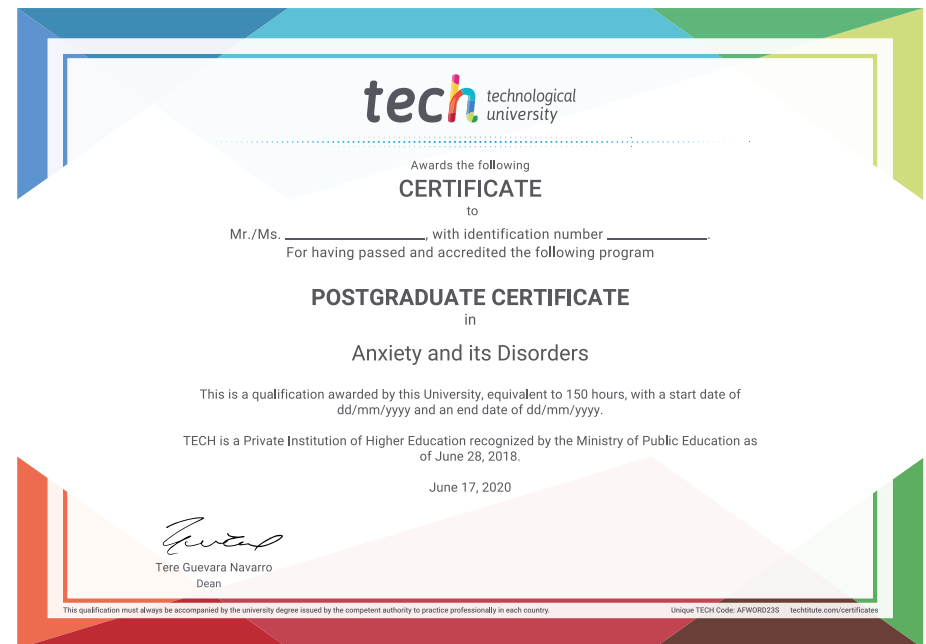 tech technological
university
Awards the following
CERTIFICATE
to
Mr./Ms. ____________________, with identification number ______________.
For having passed and accredited the following program
POSTGRADUATE CERTIFICATE
in
Anxiety and its Disorders
This is a qualification awarded by this University, equivalent to 150 hours, with a start date of
dd/mm/yyyy and an end date of dd/mm/yyyy.
TECH is a Private Institution of Higher Education recognized by the Ministry of Public Education as
of June 28, 2018.
June 17, 2020
Tere Guevara Navarro
Dean
This qualification must always be accompanied by the university degree issued by the competent authority to practice professionally in each country.
Unique TECH Code: AFWORD23S techtitute.com/certificates